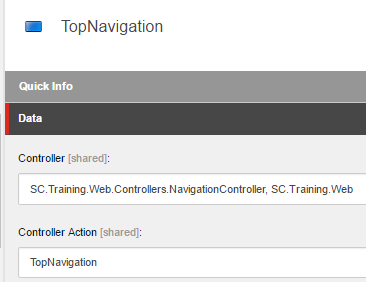 TopNavigation
Quick Info
Data
Controller [shared]:
SC.Training.Web.Controllers.NavigationController, SC.Training.Web
Controller Action [shared]:
TopNavigation